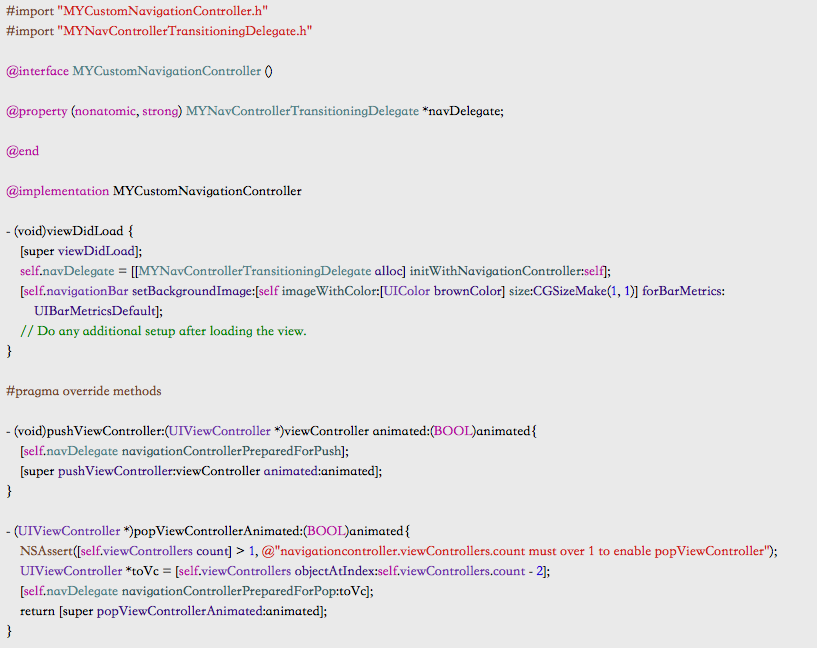 #import "MYCustomNavigationController.h"
#import "MYNavControllerTransitioningDelegate.h"
@interface MYCustomNavigationController ()
@property (nonatomic, strong) MYNavControllerTransitioningDelegate *navDelegate;
@end
@implementation MYCustomNavigationController
- (void)viewDidLoad {
[super viewDidLoad];
self.navDelegate = [[MYNavControllerTransitioningDelegate alloc] initWithNavigationController:self];
[self.navigationBar setBackgroundImage:[self imageWithColor:[UIColor brownColor] size:CGSizeMake(1, 1)] forBarMetrics:
UIBarMetricsDefault];
// Do any additional setup after loading the view.
}
#pragma override methods
- (void)pushViewController:(UIViewController *)viewController animated:(BOOL)animated{
[self.navDelegate navigationControllerPreparedForPush];
[super pushViewController:viewController animated:animated];
}
- (UIViewController *)popViewControllerAnimated:(BOOL)animated{
NSAssert([self.viewControllers count] > 1, @"navigationcontroller.viewControllers.count must over 1 to enable popViewController");
UIViewController *toVc = [self.viewControllers objectAtIndex:self.viewControllers.count - 2];
[self.navDelegate navigationControllerPreparedForPop:toVc];
return [super popViewControllerAnimated:animated];
}